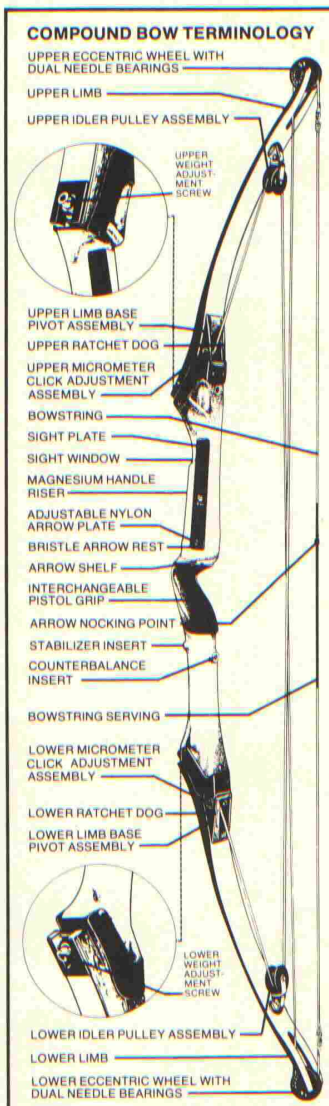 COMPOUND BOW TERMINOLOGY
UPPER ECCENTRIC WHEEL WITH
DUAL NEEDLE BEARINGS
UPPER LIMB
UPPER IDLER PULLEY ASSEMBLY
UPPER
WEIGHT
ADJUST-
MENT
SCREW
UPPER LIMB BASE
PIVOT ASSEMBLY
UPPER RATCHET DOG
UPPER MICROMETER
CLICK ADJUSTMENT
ASSEMBLY
BOWSTRING
SIGHT PLATE
SIGHT WINDOW
MAGNESIUM HANDLE
RISER
ADJUSTABLE NYLON
ARROW PLATE
BRISTLE ARROW REST
ARROW SHELF
INTERCHANGEABLE
PISTOL GRIP
ARROW NOCKING POINT
STABILIZER INSERT
COUNTERBALANCE
INSERT
BOWSTRING SERVING
LOWER MICROMETER
CLICK ADJUSTMENT
ASSEMBLY
LOWER RATCHET DOG
LOWER LIMB BASE
PIVOT ASSEMBLY
LOWER
WEIGHT
ADJUST-
MENT
SCREW
LOWER IDLER PULLEY ASSEMBLY
LOWER LIMB
LOWER ECCENTRIC WHEEL WITH
DUAL NEEDLE BEARINGS